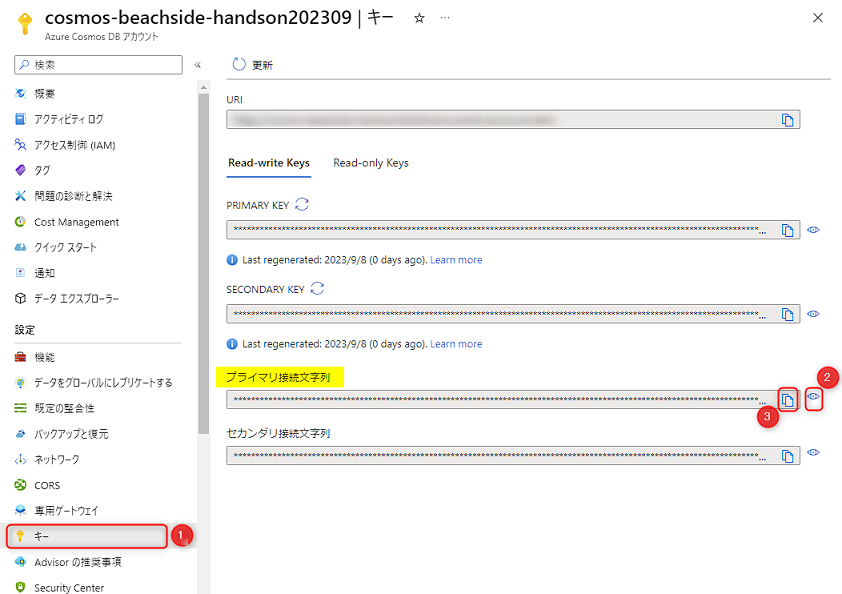 cosmos-beachside-handson202309 | キー ☆ ...
Azure Cosmos DB アカウント
検索
概要
アクティビティ ログ
アクセス制御 (IAM)
タグ
問題の診断と解決
Cost Management
クイック スタート
通知
データ エクスプローラー
設定
機能
データをグローバルにレプリケートする
既定の整合性
バックアップと復元
ネットワーク
CORS
専用ゲートウェイ
キー
1
Advisor の推奨事項
Security Center
更新
URI
Read-write Keys Read-only Keys
PRIMARY KEY
Last regenerated: 2023/9/8 (0 days ago). Learn more
SECONDARY KEY
Last regenerated: 2023/9/8 (0 days ago). Learn more
プライマリ接続文字列
2
3
セカンダリ接続文字列